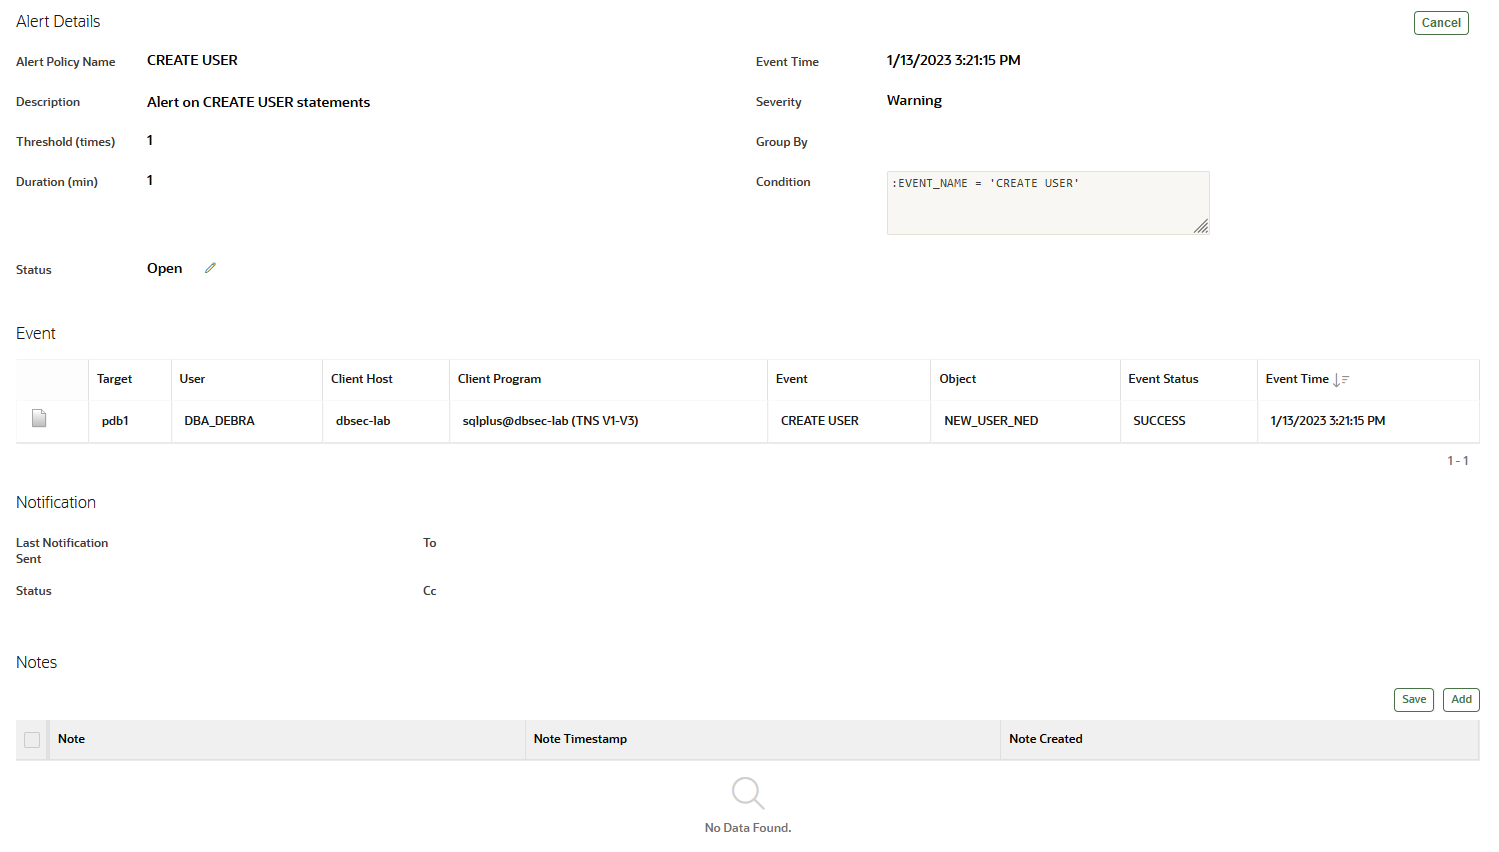 Alert Details
Cancel
Alert Policy Name CREATE USER Event Time 1/13/2023 3:21:15 PM
Description Alert on CREATE USER statements Severity Warning
Threshold (times) 1 Group By
Duration (min) 1 Condition :EVENT_NAME = 'CREATE USER'
Status Open
Event
Target User Client Host Client Program Event Object Event Status Event Time
pdb1 DBA_DEBRA dbsec-lab sqlplus@dbsec-lab (TNS V1-V3) CREATE USER NEW_USER_NED SUCCESS 1/13/2023 3:21:15 PM
1 - 1
Notification
Last Notification To
Sent
Status Cc
Notes
Save Add
Note Note Timestamp Note Created
No Data Found.